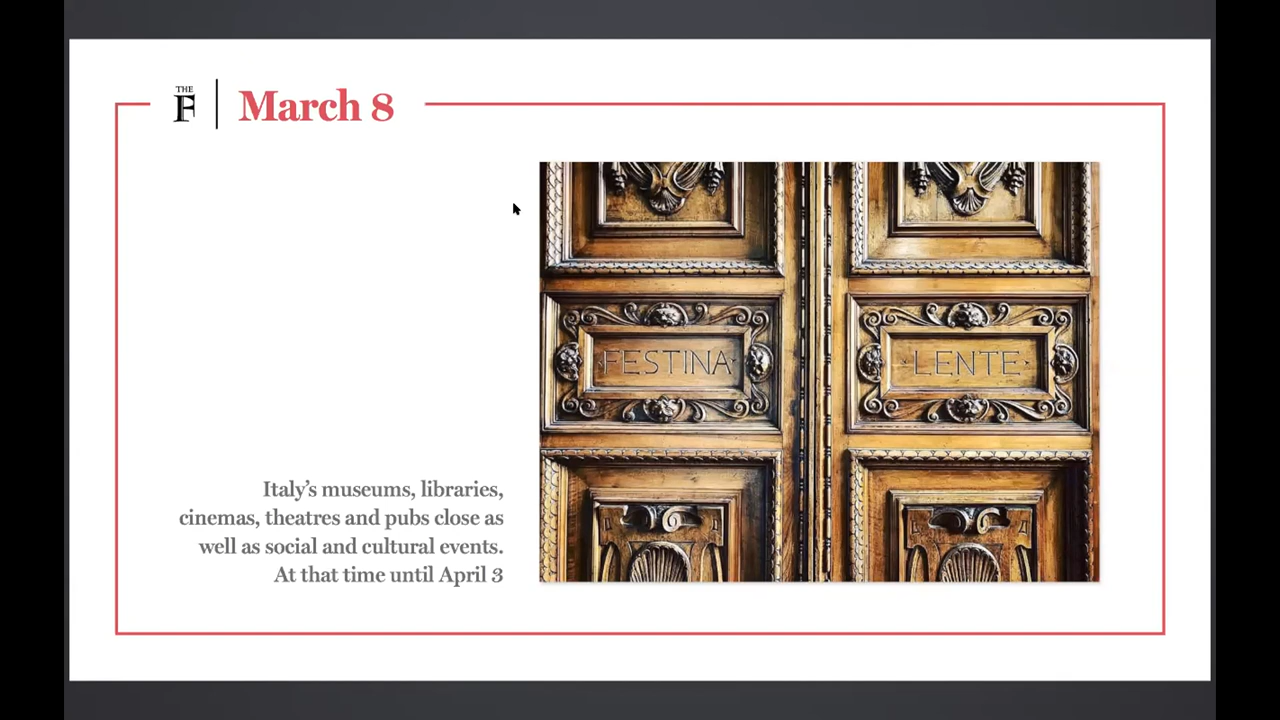 THE
F
March 8
FESTINA
LENTE
Italy’s museums, libraries,
cinemas, theatres and pubs close as
well as social and cultural events.
At that time until April 3